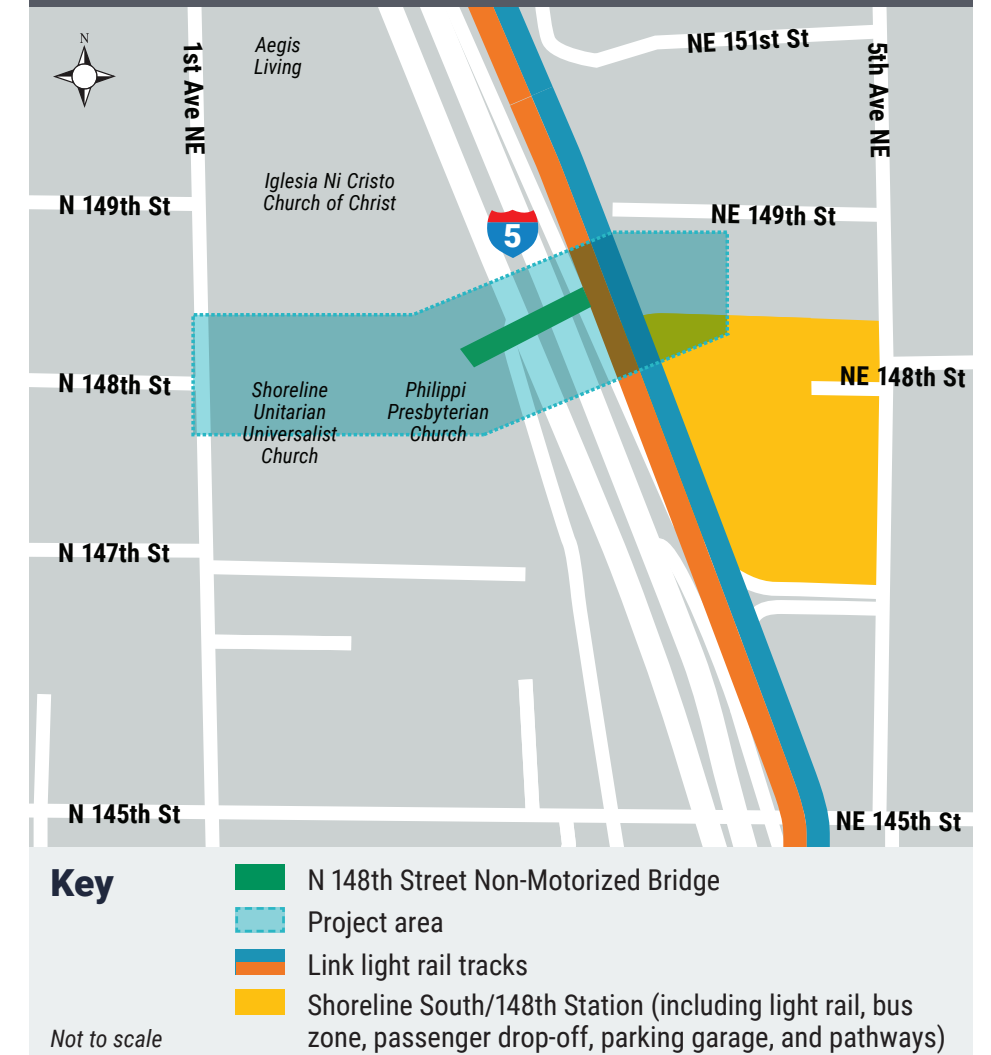 N
1st Ave NE
Aegis
Living
NE 151st St
5th Ave NE
Iglesia Ni Cristo
Church of Christ
N 149th St
NE 149th St
5
N 148th St
NE 148th St
Shoreline
Unitarian
Universalist
Church
Philippi
Presbyterian
Church
N 147th St
N 145th St
NE 145th St
Key
N 148th Street Non-Motorized Bridge
Project area
Link light rail tracks
Shoreline South/148th Station (including light rail, bus
zone, passenger drop-off, parking garage, and pathways)
Not to scale